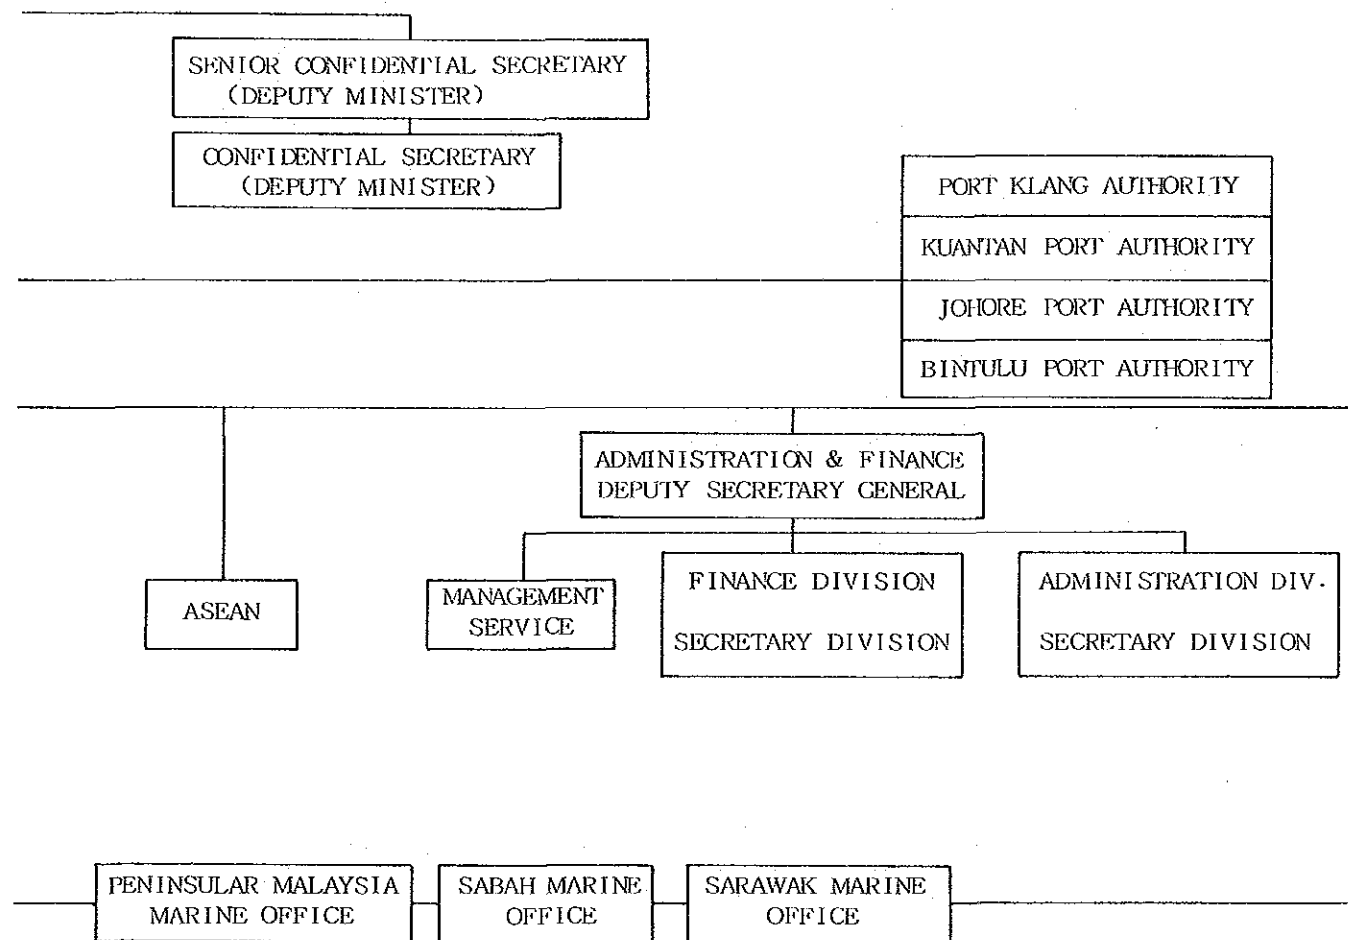 SENIOR CONFIDENTIAL SECRETARY
(DEPUTY MINISTER)
CONFIDENTIAL SECRETARY
(DEPUTY MINISTER)
PORT KLANG AUTHORITY
KUANTAN PORT AUTHORITY
JOHORE PORT AUTHORITY
BINTULU PORT AUTHORITY
ADMINISTRATION & FINANCE
DEPUTY SECRETARY GENERAL
ASEAN
MANAGEMENT
SERVICE
FINANCE DIVISION
SECRETARY DIVISION
ADMINISTRATION DIV.
SECRETARY DIVISION
PENINSULAR MALAYSIA
MARINE OFFICE
SABAH MARINE
OFFICE
SARAWAK MARINE
OFFICE